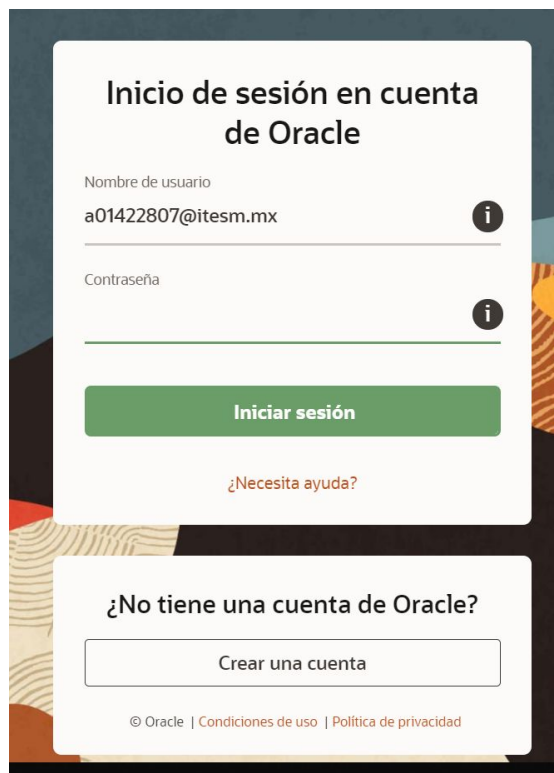 Inicio de sesión en cuenta
de Oracle
Nombre de usuario
a01422807@itesm.mx
i
Contraseña
i
Iniciar sesión
¿Necesita ayuda?
¿No tiene una cuenta de Oracle?
Crear una cuenta
© Oracle | Condiciones de uso | Política de privacidad